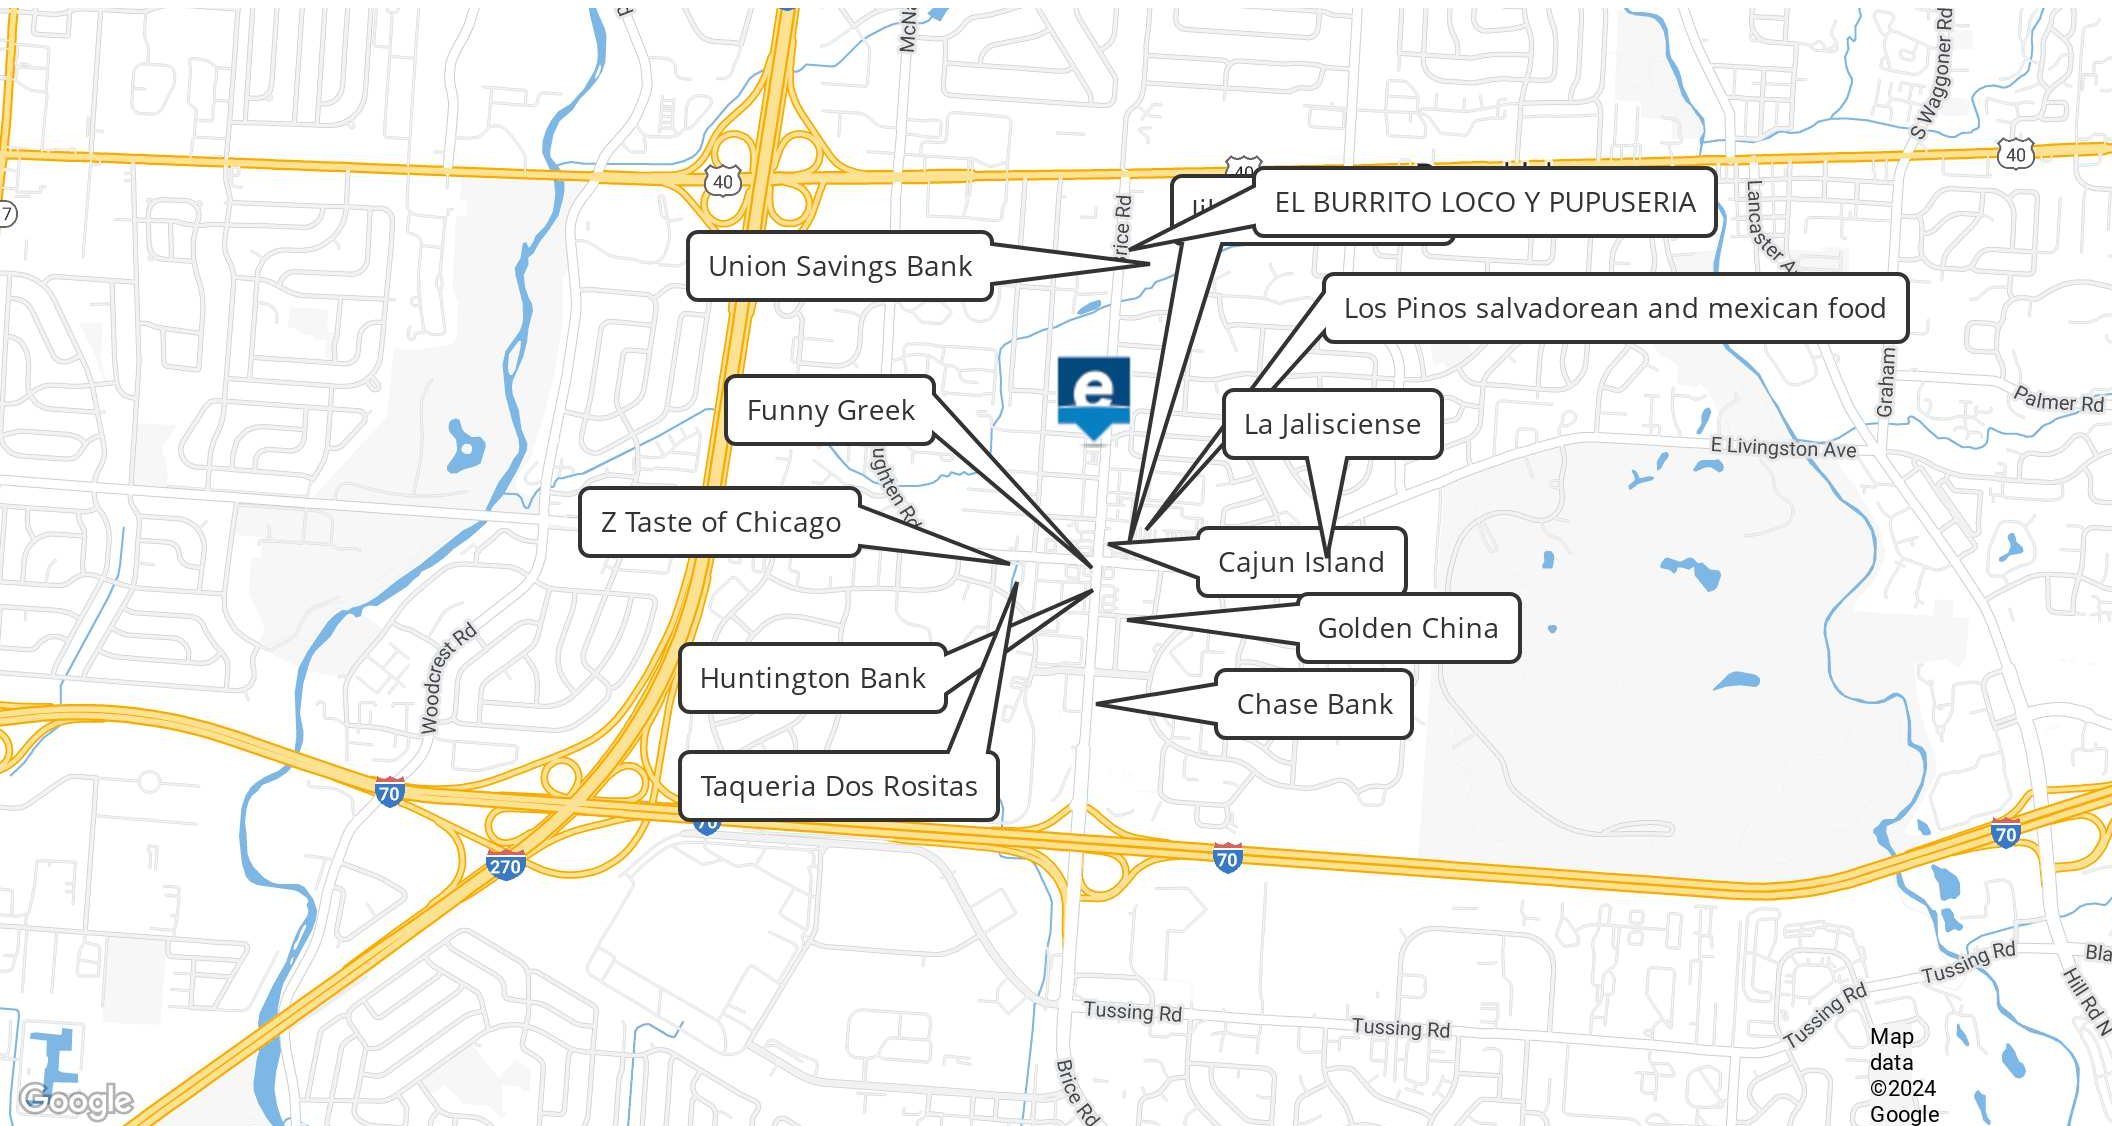 S Waggoner Rd
40
40
40
7
EL BURRITO LOCO Y PUPUSERIA
Lancaster
Union Savings Bank
Los Pinos salvadorean and mexican food
Graham
Palmer Rd
e
Funny Greek
La Jalisciense
E Livingston Ave
Z Taste of Chicago
Cajun Island
Golden China
Woodcrest Rd
Huntington Bank
Chase Bank
Taqueria Dos Rositas
70
70
70
70
270
Tussing Rd
Tussing Rd
Tussing Rd
Tussing Rd
Hill Rd N
Brice Rd
Map
data
©2024
Google
Google